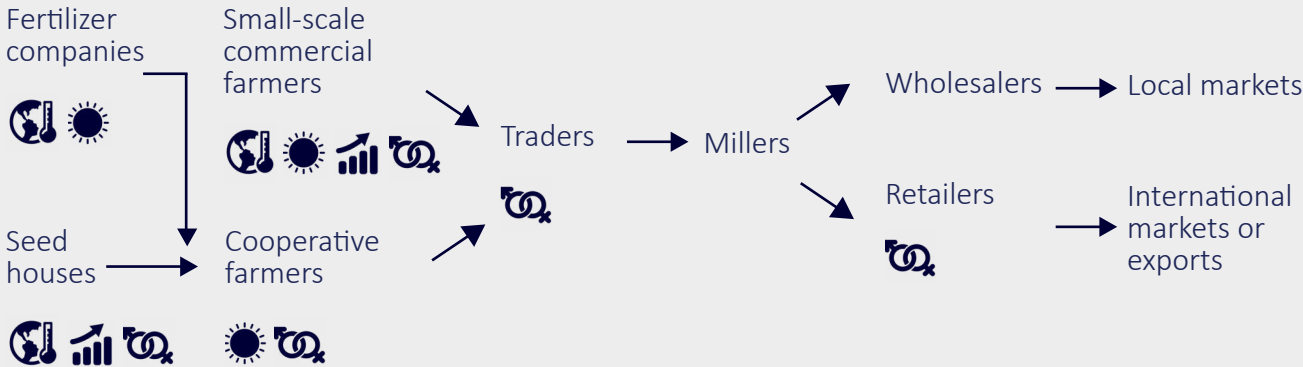 Fertilizer
companies
Small-scale
commercial
farmers
Traders
Millers
Wholesalers
Local markets
Retailers
International
markets or
exports
Seed
houses
Cooperative
farmers